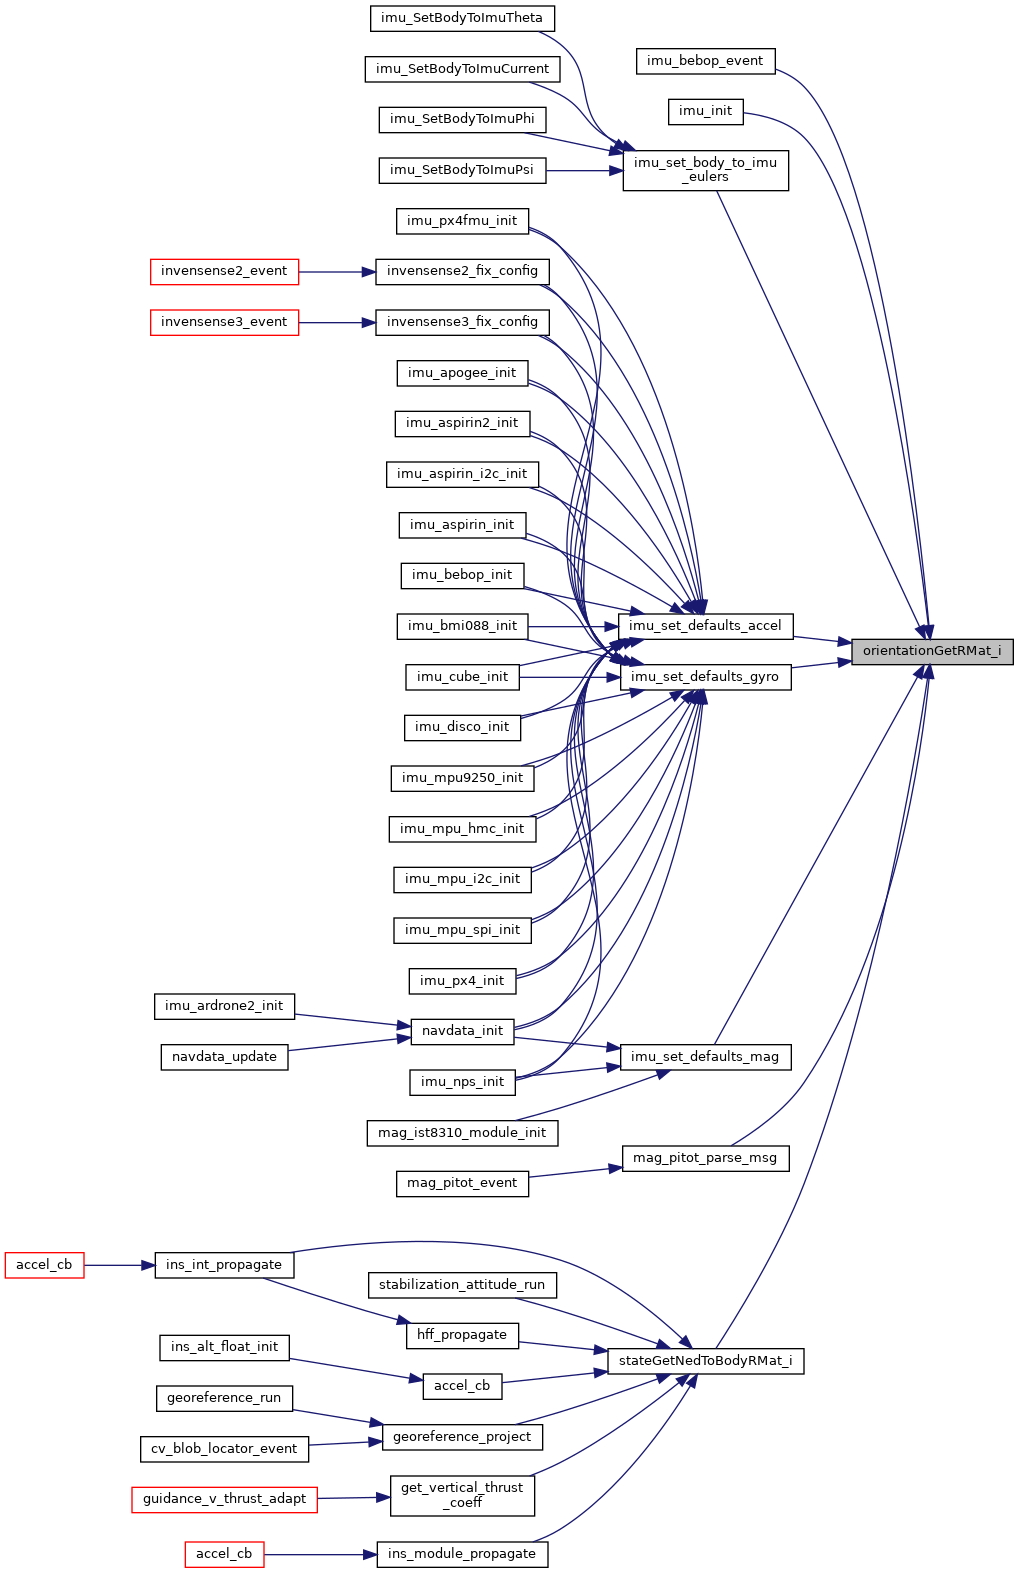 imu_SetBodyToImuTheta
imu_bebop_event
imu_SetBodyToImuCurrent
imu_init
imu_SetBodyToImuPhi
imu_set_body_to_imu
_eulers
imu_SetBodyToImuPsi
imu_px4fmu_init
invensense2_event
invensense2_fix_config
invensense3_event
invensense3_fix_config
imu_apogee_init
imu_aspirin2_init
imu_aspirin_i2c_init
imu_aspirin_init
imu_bebop_init
imu_bmi088_init
imu_set_defaults_accel
orientationGetRMat_i
imu_cube_init
imu_set_defaults_gyro
imu_disco_init
imu_mpu9250_init
imu_mpu_hmc_init
imu_mpu_i2c_init
imu_mpu_spi_init
imu_px4_init
imu_ardrone2_init
navdata_init
navdata_update
imu_set_defaults_mag
imu_nps_init
mag_ist8310_module_init
mag_pitot_parse_msg
mag_pitot_event
accel_cb
ins_int_propagate
stabilization_attitude_run
hff_propagate
ins_alt_float_init
stateGetNedToBodyRMat_i
accel_cb
georeference_run
georeference_project
cv_blob_locator_event
get_vertical_thrust
_coeff
guidance_v_thrust_adapt
accel_cb
ins_module_propagate